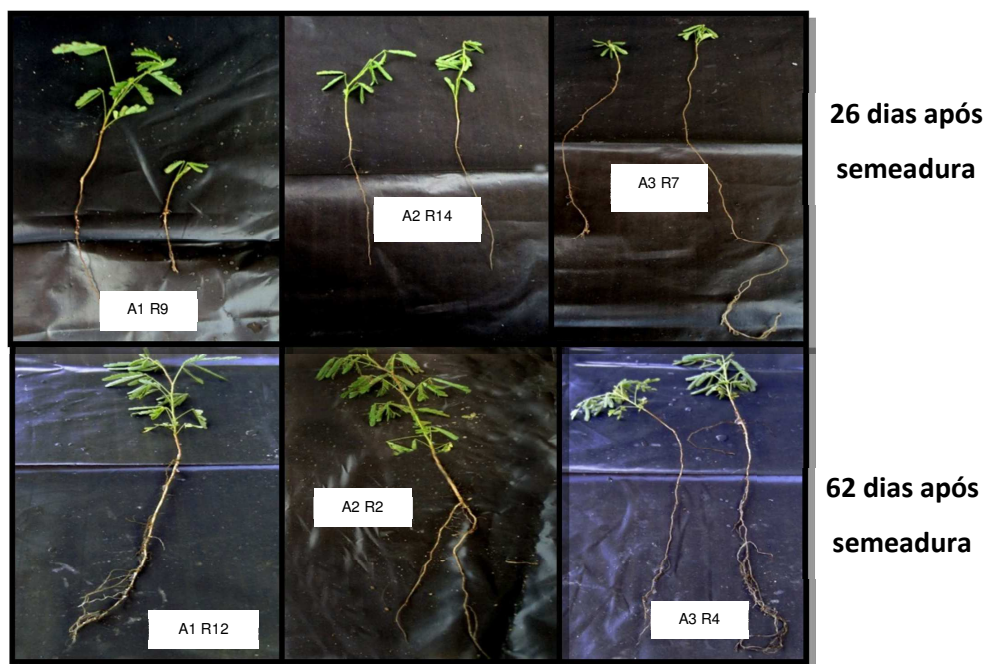 26 dias após
semeadura
A1 R9
A2 R14
A3 R7
62 dias após
semeadura
A1 R12
A2 R2
A3 R4